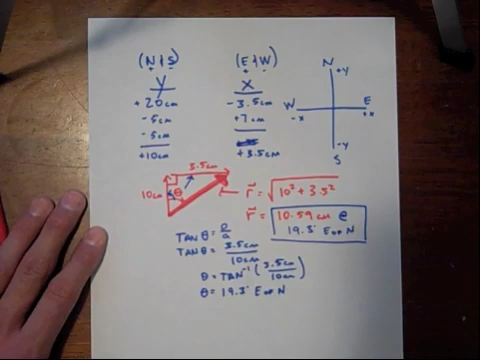 (N & S)
+ -
Y
+20cm
-5cm
-5cm
+10cm
(E & W)
+ -
X
-3.5cm
+7cm
+3.5cm
N
+y
W
-x
E
+x
-y
S
3.5cm
10cm
θ
r = √10² + 3.5²
r = 10.59 cm @
19.3° E OF N
TAN θ = O/A
TAN θ = 3.5cm/10cm
θ = TAN⁻¹ (3.5cm/10cm)
θ = 19.3° E OF N